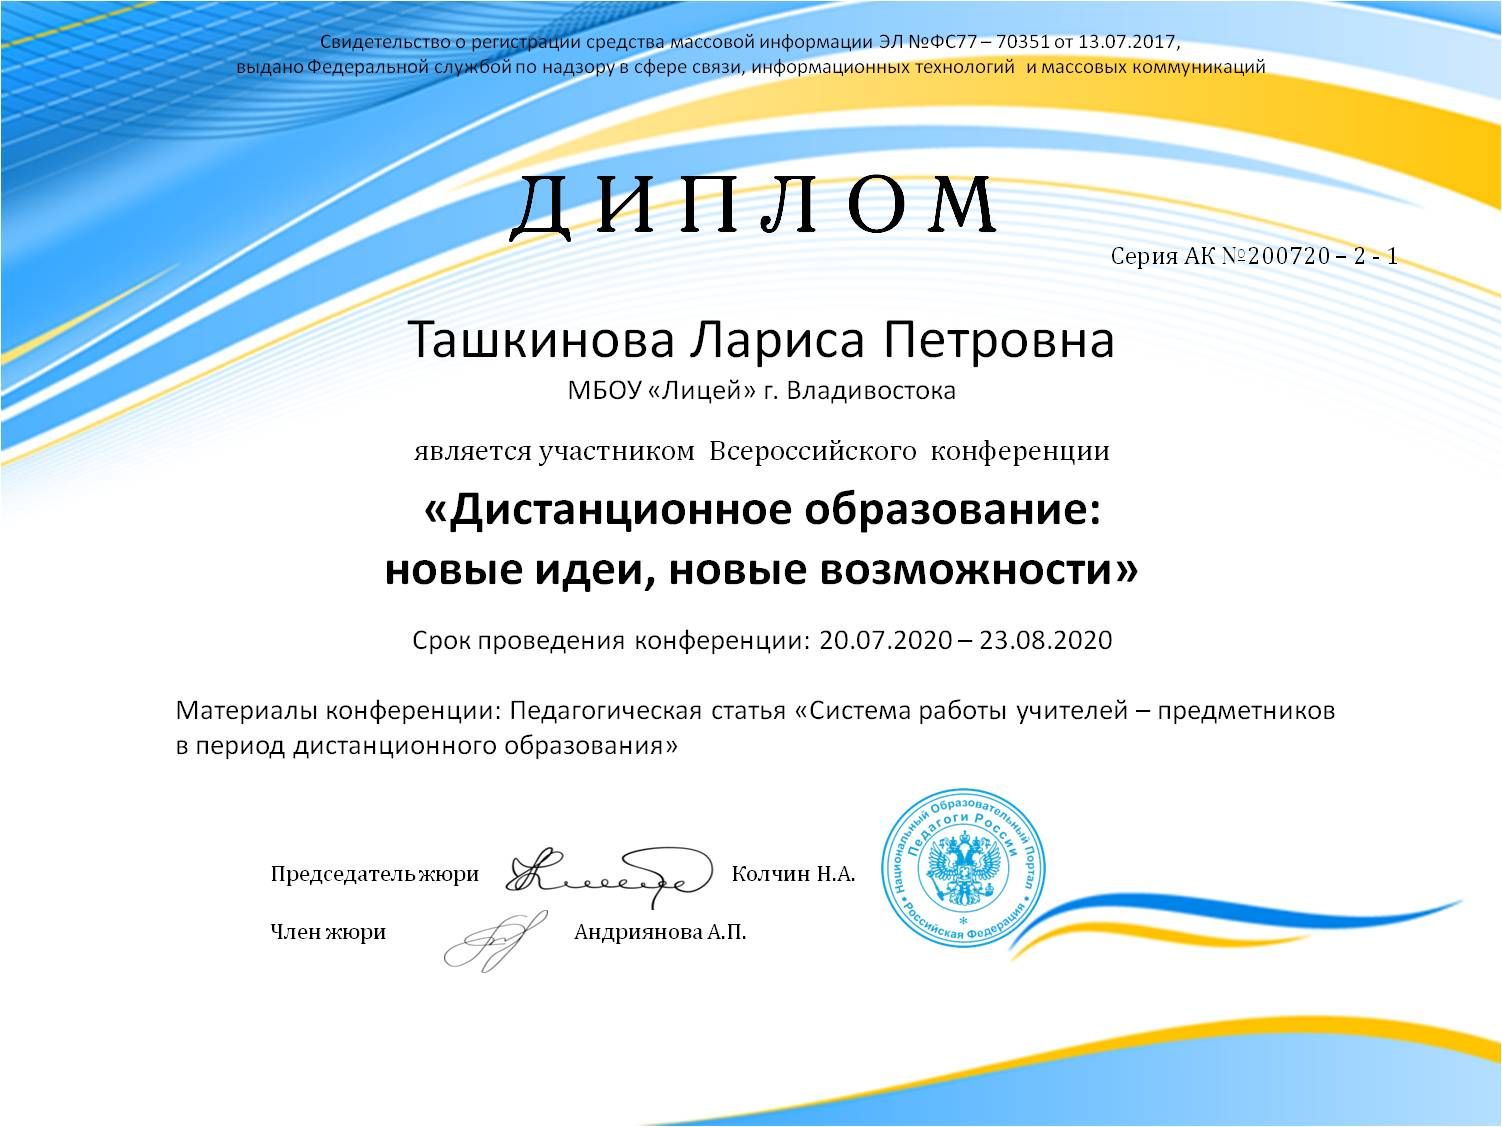 Свидетельство о регистрации средства массовой информации ЭЛ №ФС77 – 70351 от 13.07.2017,
выдано Федеральной службой по надзору в сфере связи, информационных технологий и массовых коммуникаций
ДИПЛОМ
Серия АК №200720 – 2 - 1
Ташкинова Лариса Петровна
МБОУ «Лицей» г. Владивостока
является участником Всероссийского конференции
«Дистанционное образование:
новые идеи, новые возможности»
Срок проведения конференции: 20.07.2020 – 23.08.2020
Материалы конференции: Педагогическая статья «Система работы учителей – предметников
в период дистанционного образования»
Национальный Образовательный Портал
Педагоги России
* Российская Федерация *
Председатель жюри Колчин Н.А.
Член жюри Андриянова А.П.